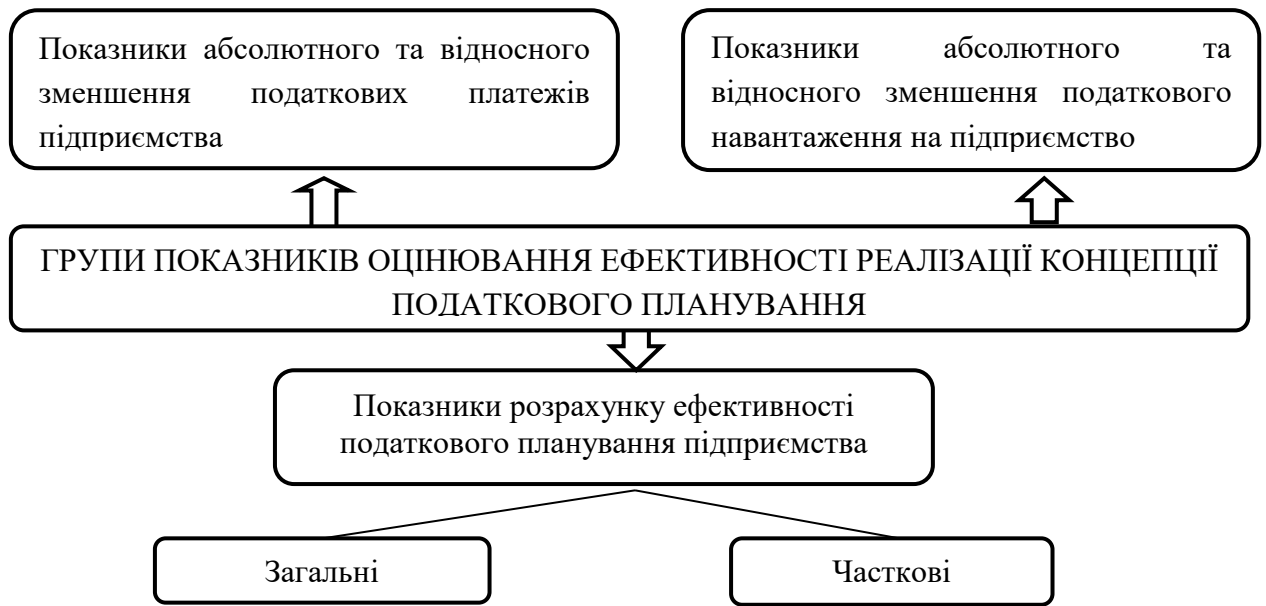 Показники абсолютного та відносного
зменшення податкових платежів
підприємства
Показники абсолютного та
відносного зменшення податкового
навантаження на підприємство
ГРУПИ ПОКАЗНИКІВ ОЦІНЮВАННЯ ЕФЕКТИВНОСТІ РЕАЛІЗАЦІЇ КОНЦЕПЦІЇ
ПОДАТКОВОГО ПЛАНУВАННЯ
Показники розрахунку ефективності
податкового планування підприємства
Загальні
Часткові